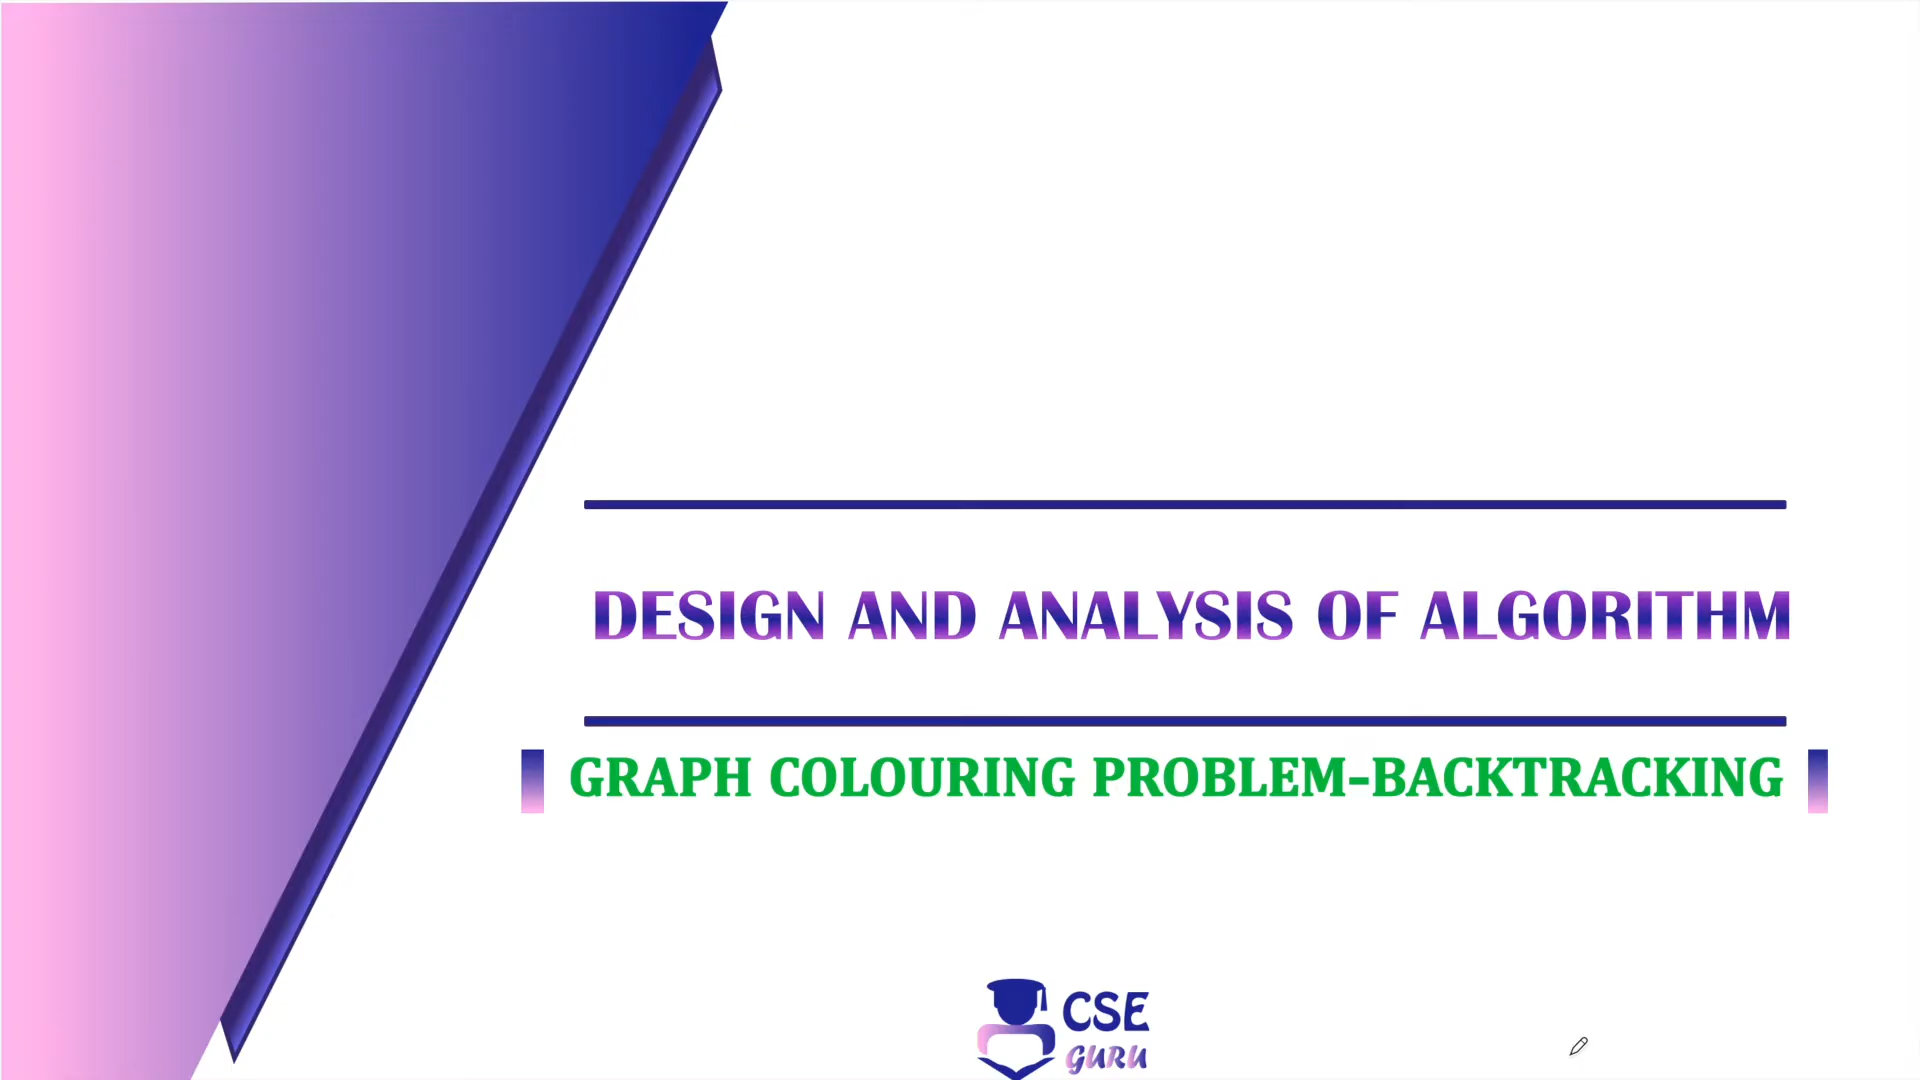 DESIGN AND ANALYSIS OF ALGORITHM
GRAPH COLOURING PROBLEM-BACKTRACKING
CSE
GURU